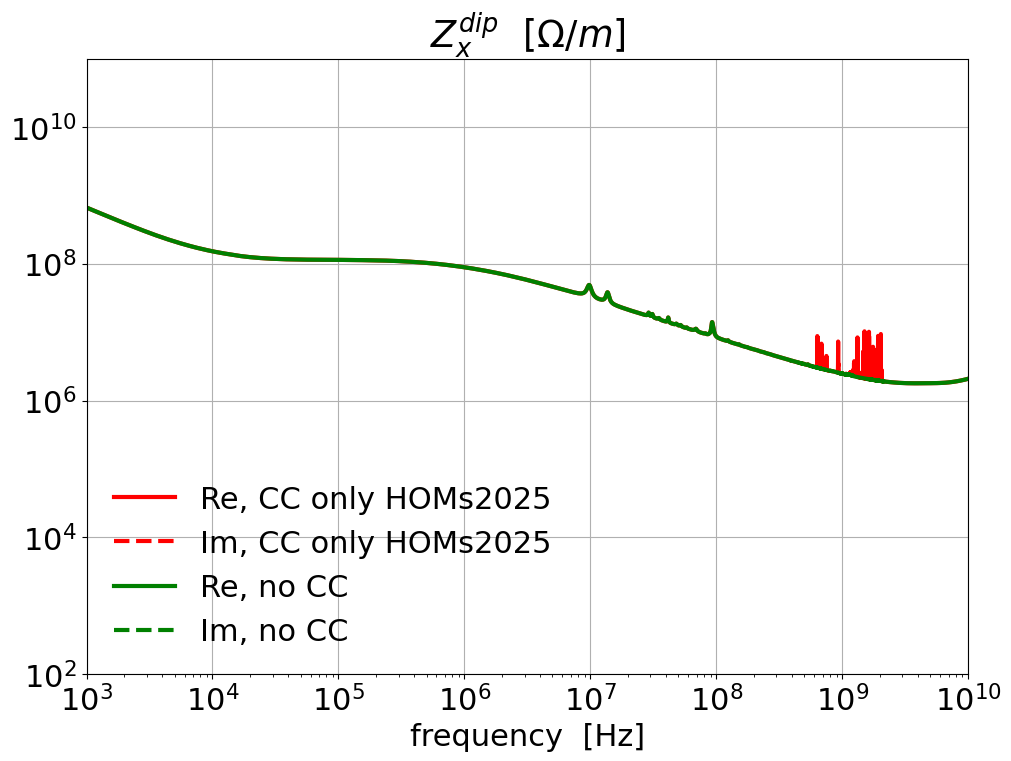 Z_x^{dip} [Ω/m]
10^10
10^8
10^6
10^4
10^2
Re, CC only HOMs2025
Im, CC only HOMs2025
Re, no CC
Im, no CC
10^3 10^4 10^5 10^6 10^7 10^8 10^9 10^10
frequency [Hz]